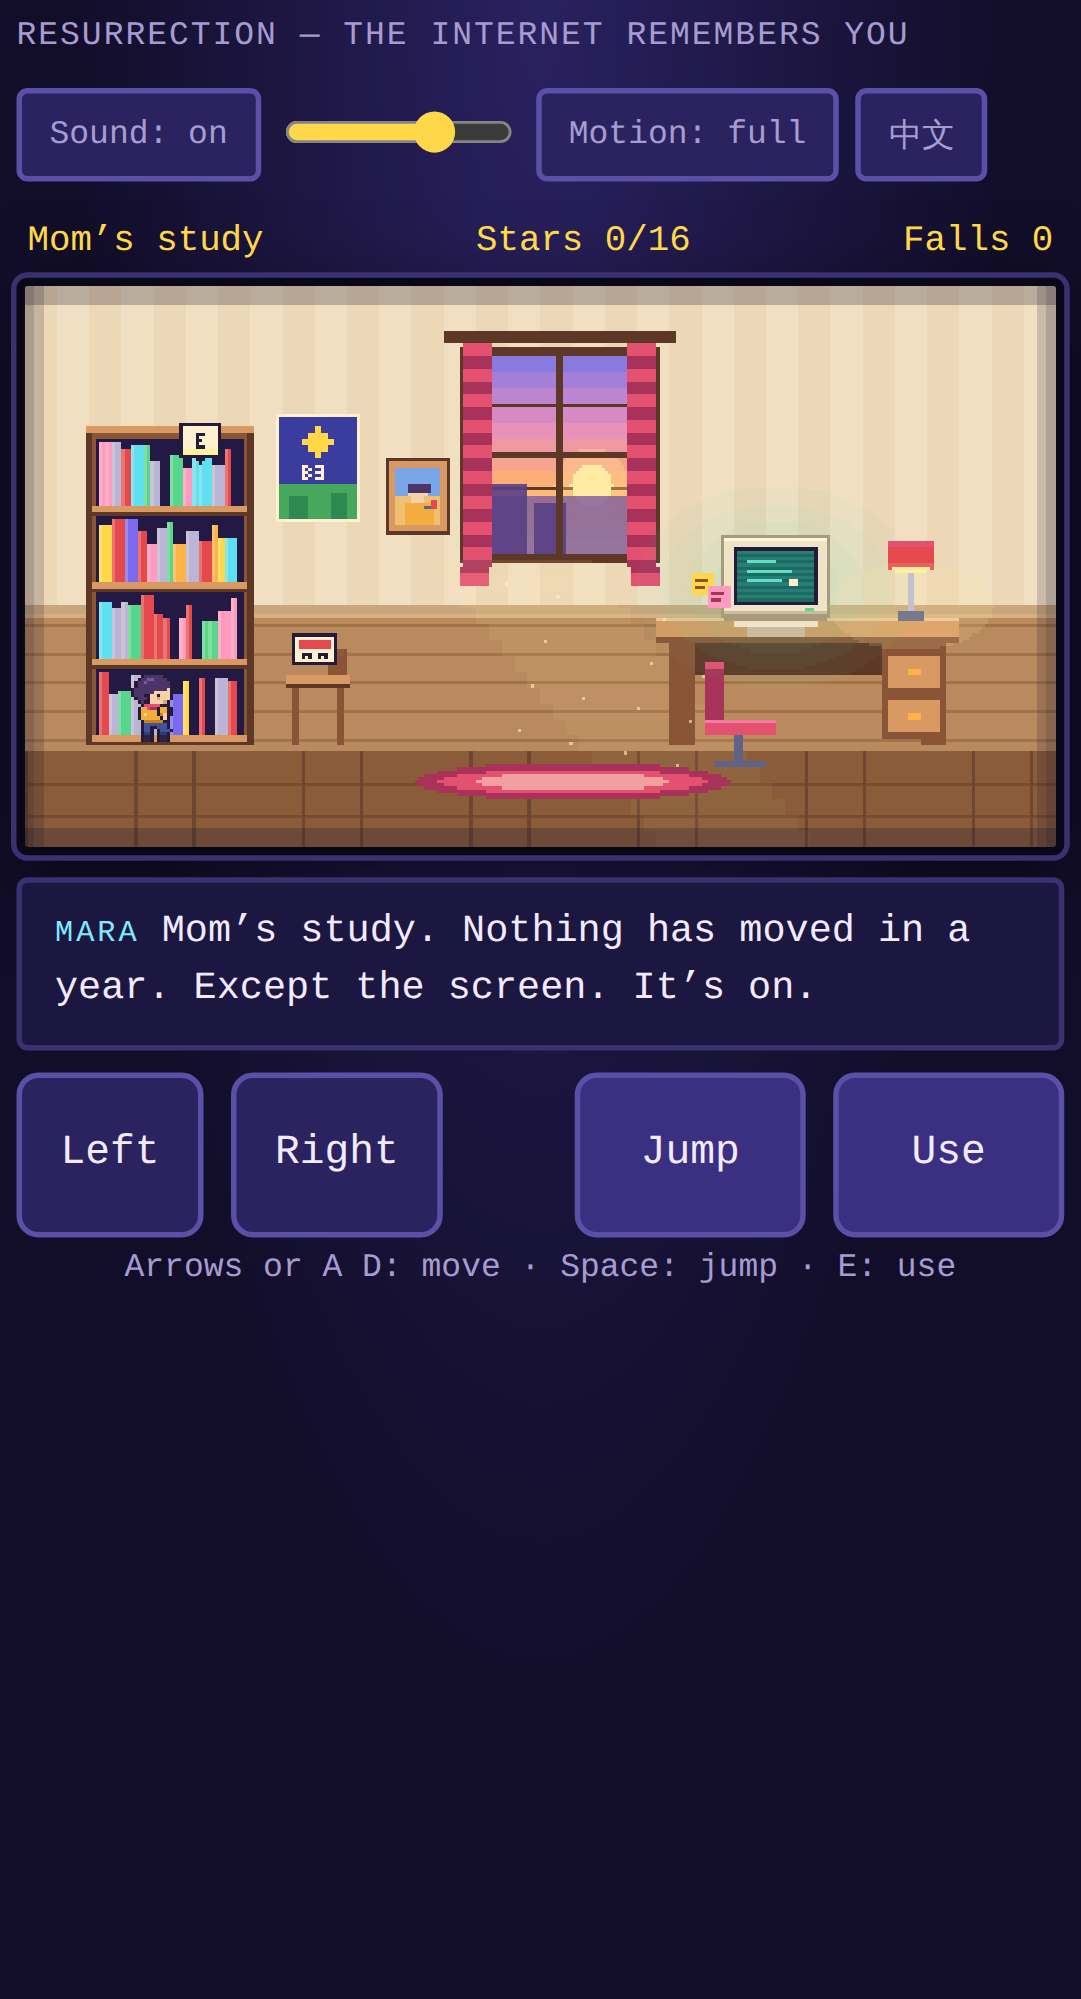 RESURRECTION — THE INTERNET REMEMBERS YOU
Sound: on
Motion: full
中文
Mom’s study
Stars 0/16
Falls 0
E
MARA Mom’s study. Nothing has moved in a
year. Except the screen. It’s on.
Left
Right
Jump
Use
Arrows or A D: move · Space: jump · E: use